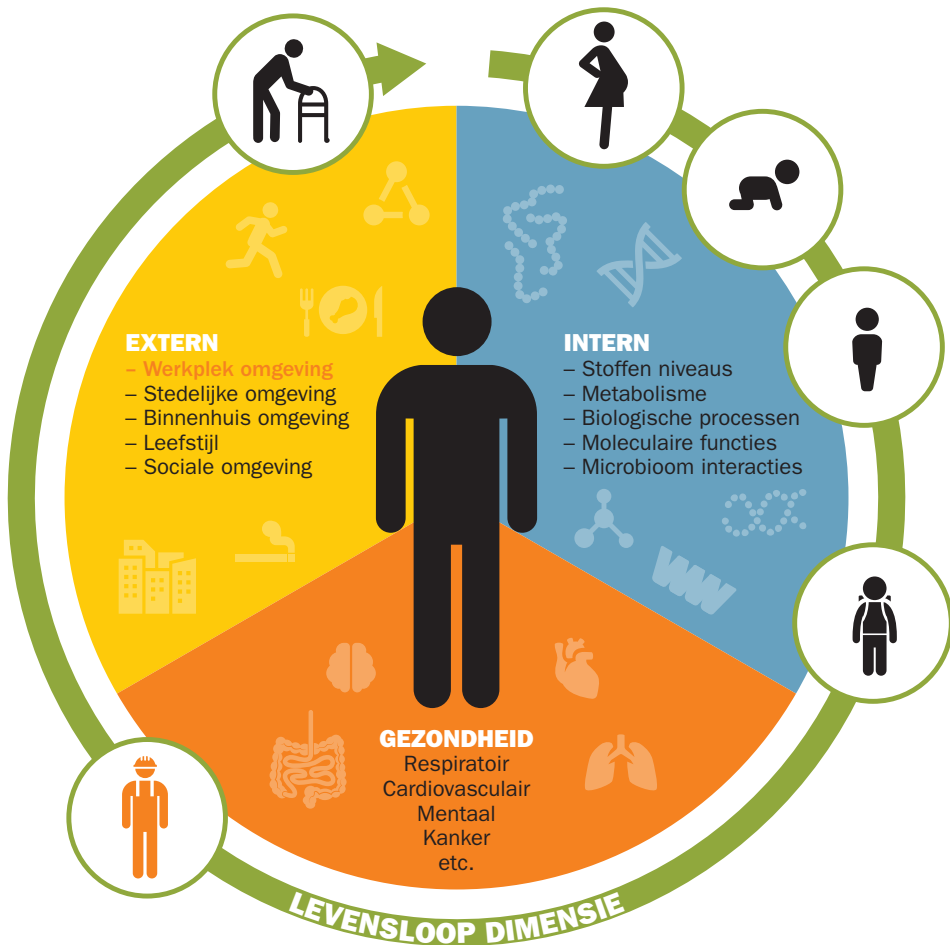 EXTERN
– Werkplek omgeving
– Stedelijke omgeving
– Binnenhuis omgeving
– Leefstijl
– Sociale omgeving
INTERN
– Stoffen niveaus
– Metabolisme
– Biologische processen
– Moleculaire functies
– Microbioom interacties
GEZONDHEID
Respiratoir
Cardiovasculair
Mentaal
Kanker
etc.
LEVENSLOOP DIMENSIE